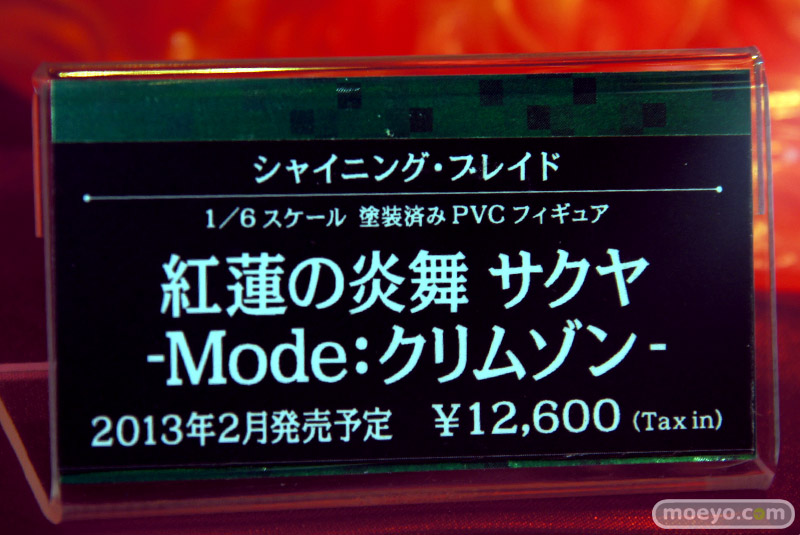 シャイニング・ブレイド
1／6スケール 塗装済みPVCフィギュア
紅蓮の炎舞 サクヤ
-Mode：クリムゾン-
2013年2月発売予定 ￥12,600 (Tax in)
moeyo.com